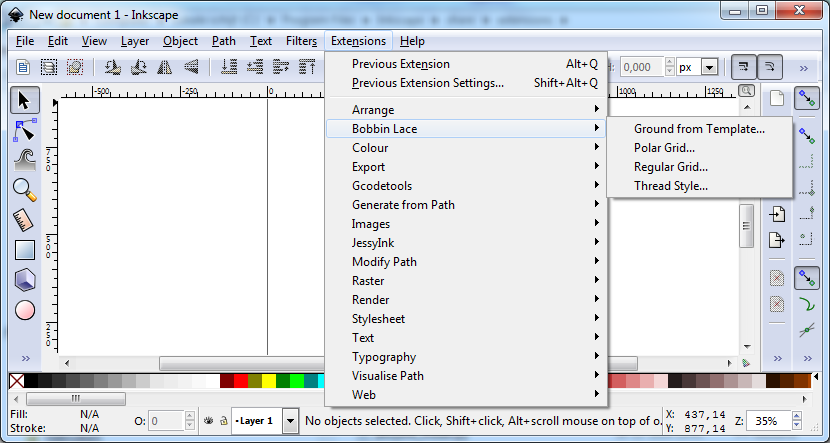 New document 1 - Inkscape
File Edit View Layer Object Path Text Filters Extensions Help
Previous Extension Alt+Q
Previous Extension Settings... Shift+Alt+Q
Arrange
Bobbin Lace
Colour
Export
Gcodetools
Generate from Path
Images
JessyInk
Modify Path
Raster
Render
Stylesheet
Text
Typography
Visualise Path
Web
Ground from Template...
Polar Grid...
Regular Grid...
Thread Style...
H: 0,000 px
-500 -250 0 1000 1250
750
500
250
Fill: N/A
Stroke: N/A
O: 0
Layer 1
No objects selected. Click, Shift+click, Alt+scroll mouse on top of o
X: 437,14
Y: 877,14
Z: 35%